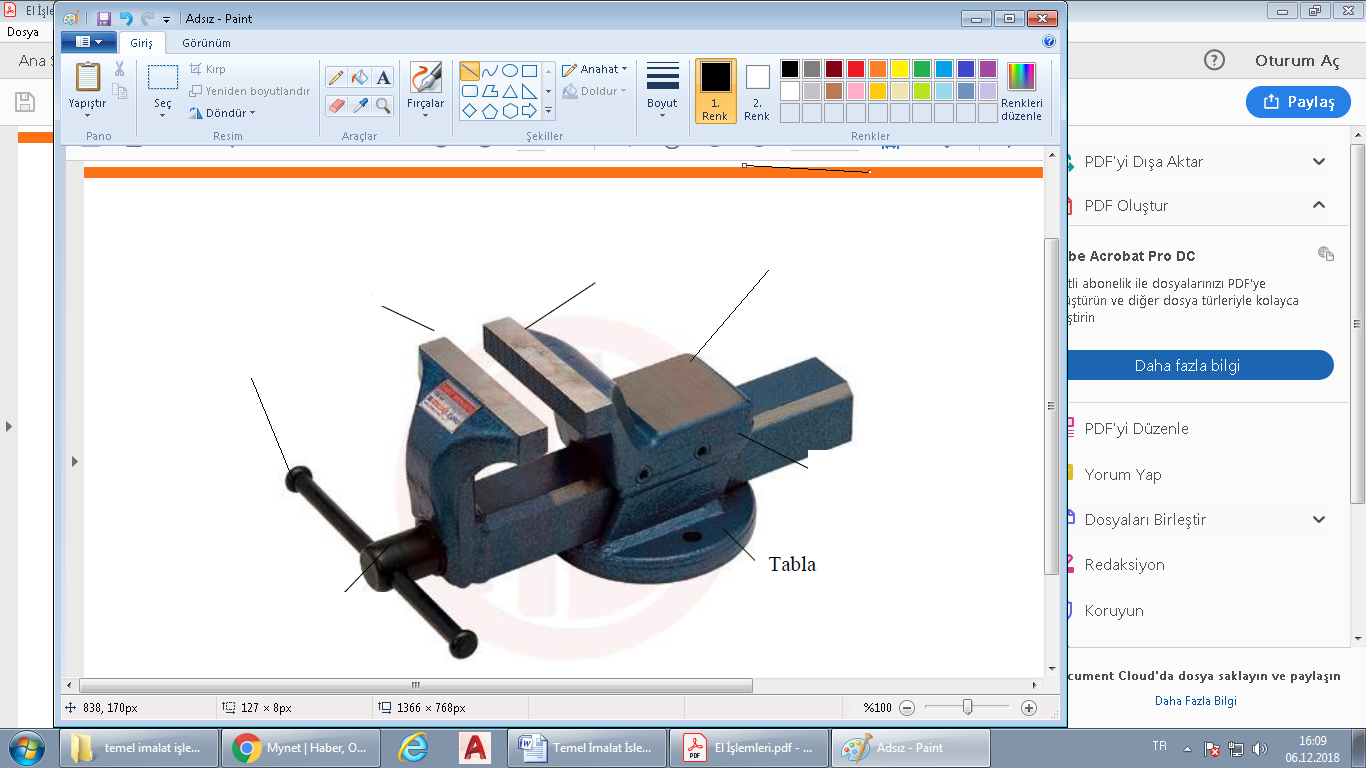 El İşle
Adsız - Paint
Dosya
Giriş
Görünüm
Ana S
Oturum Aç
Yapıştır
Pano
Seç
Kırp
Yeniden boyutlandır
Döndür
Resim
Araçlar
Fırçalar
Şekiller
Anahat
Doldur
Boyut
1.
Renk
2.
Renk
Renkler
Renkleri
düzenle
Paylaş
PDF'yi Dışa Aktar
PDF Oluştur
be Acrobat Pro DC
tli abonelik ile dosyalarınızı PDF'ye
üştürün ve diğer dosya türleriyle kolayca
ştirin
Daha fazla bilgi
PDF'yi Düzenle
Yorum Yap
Dosyaları Birleştir
Redaksiyon
Koruyun
Tabla
cument Cloud'da dosya saklayın ve paylaşın
Daha Fazla Bilgi
838, 170px
127 × 8px
1366 × 768px
%100
temel imalat işle...
Mynet | Haber, O...
Temel İmalat İsle...
El İşlemleri.pdf - ...
Adsız - Paint
TR
16:09
06.12.2018